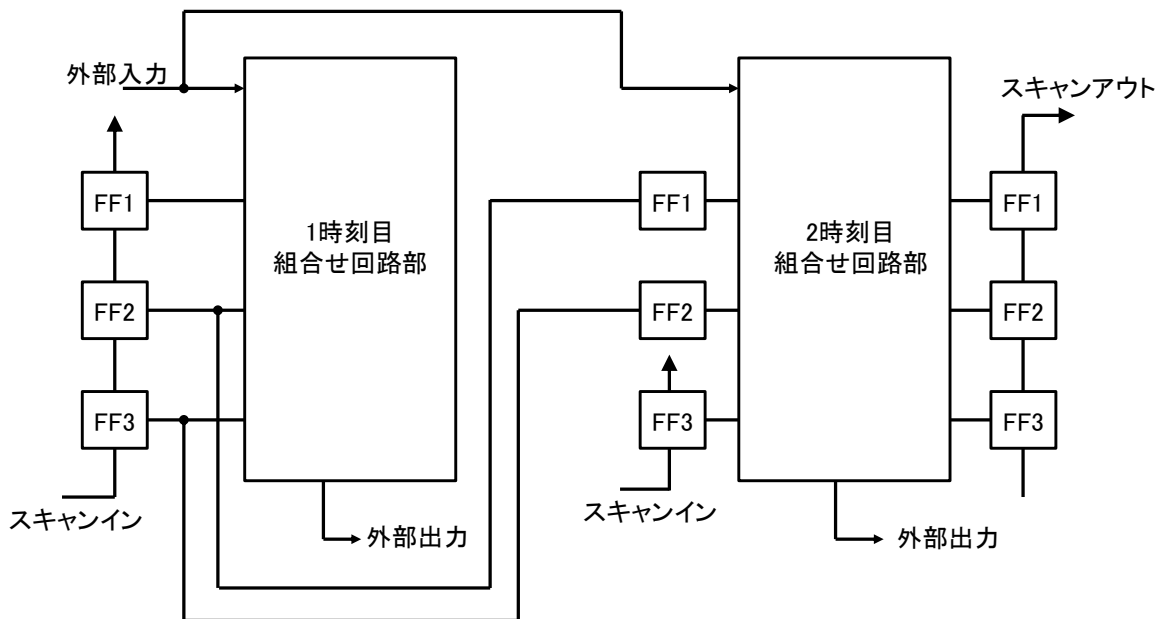 外部入力
スキャンアウト
FF1
FF2
FF3
1時刻目
組合せ回路部
FF1
FF2
FF3
2時刻目
組合せ回路部
FF1
FF2
FF3
スキャンイン
外部出力
スキャンイン
外部出力